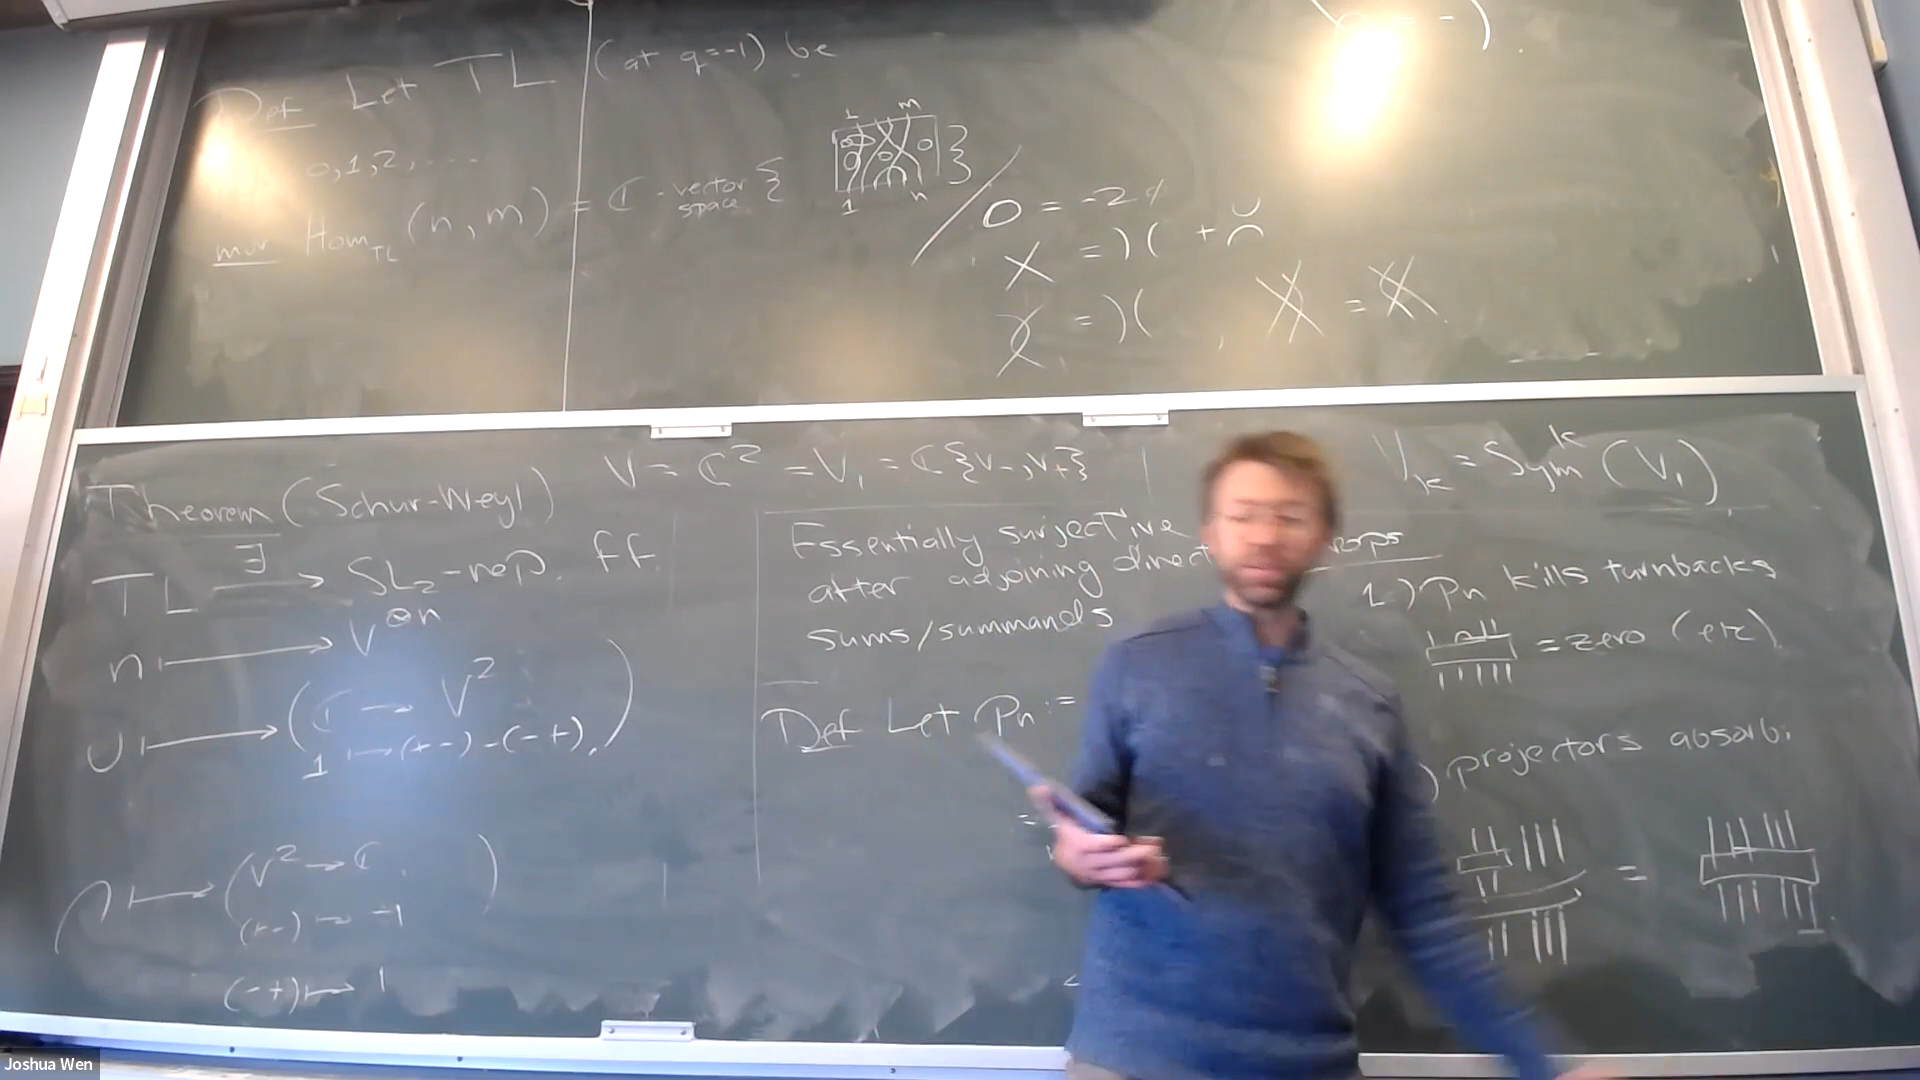 Def Let TL (at q=-1) be
0,1,2,...
mor Hom_TL (n,m) = ℂ-vector space { 1 m 1 n } / O = -2
X = )( + ◡◠
= )( , =
Theorem (Schur-Weyl)
TL ∃→ SL₂-rep. ff.
n ↦ V^{⊗n}
∪ ↦ (ℂ → V²
1 ↦ (+-) - (-+).)
∩ ↦ (V² → ℂ.
(+-) ↦ -1
(-+) ↦ 1 )
V = ℂ² = V₁ = ℂ{v₋,v₊}
V_k = Sym^k (V₁).
Essentially surjective
after adjoining direct
sums/summands
Def Let Pn :=
1.) Pn kills turnbacks
= zero (etc).
) projectors absorb:
=
Joshua Wen